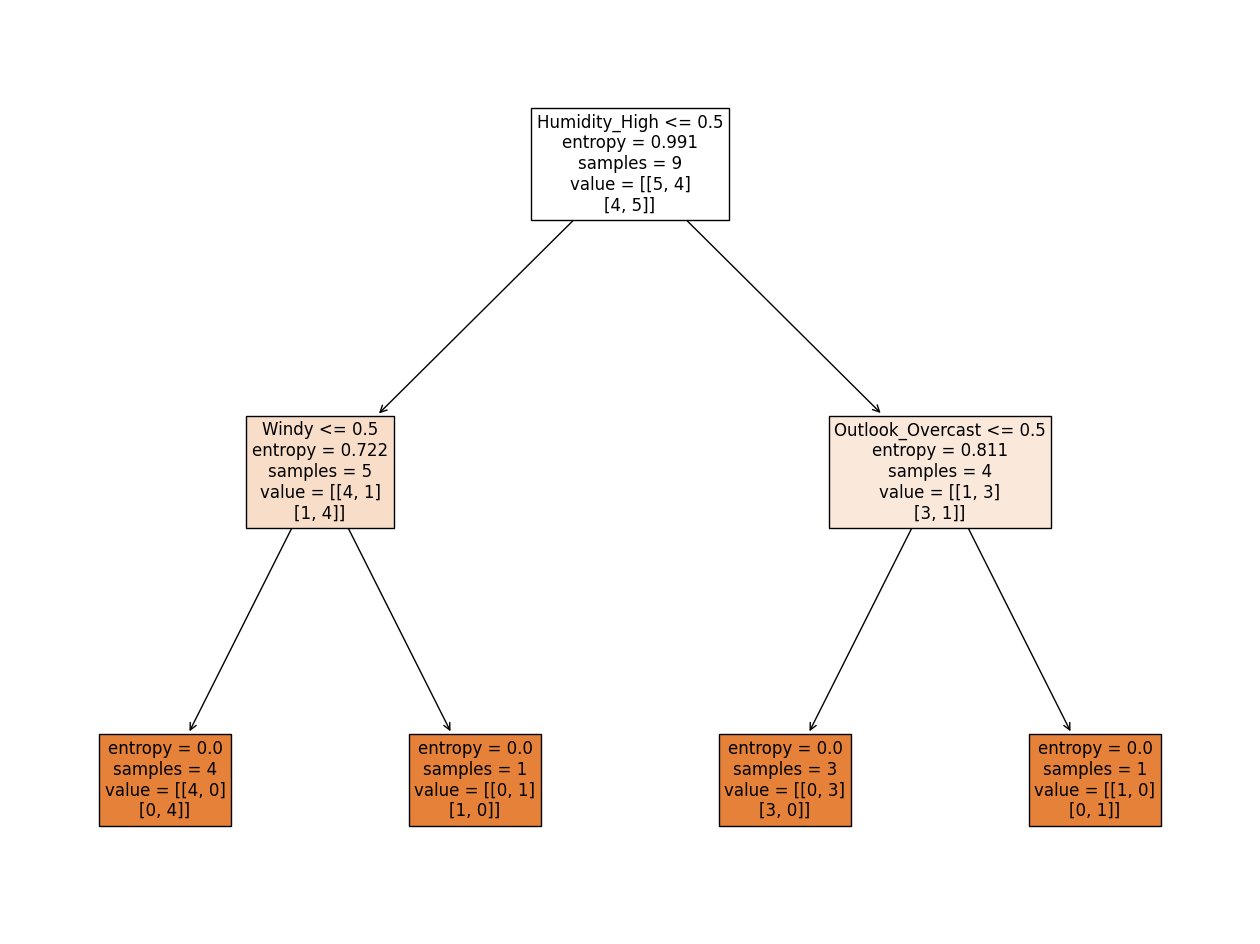 Humidity_High <= 0.5
entropy = 0.991
samples = 9
value = [[5, 4]
[4, 5]]
Windy <= 0.5
entropy = 0.722
samples = 5
value = [[4, 1]
[1, 4]]
Outlook_Overcast <= 0.5
entropy = 0.811
samples = 4
value = [[1, 3]
[3, 1]]
entropy = 0.0
samples = 4
value = [[4, 0]
[0, 4]]
entropy = 0.0
samples = 1
value = [[0, 1]
[1, 0]]
entropy = 0.0
samples = 3
value = [[0, 3]
[3, 0]]
entropy = 0.0
samples = 1
value = [[1, 0]
[0, 1]]